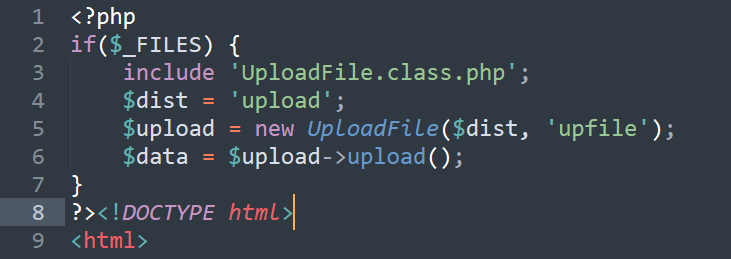 1 <?php
2 if($_FILES) {
3     include 'UploadFile.class.php';
4     $dist = 'upload';
5     $upload = new UploadFile($dist, 'upfile');
6     $data = $upload->upload();
7 }
8 ?><!DOCTYPE html>
9 <html>